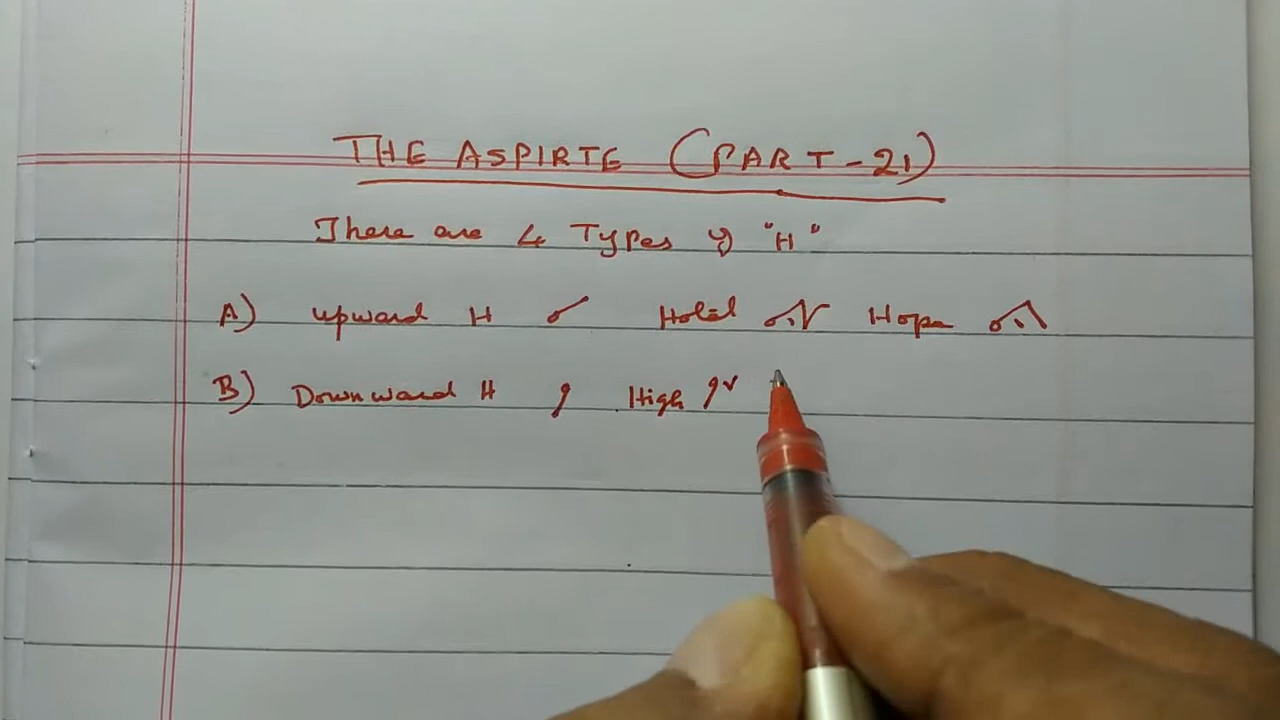 THE ASPIRTE (PART-21)
There are 4 Types of "H"
A) upward H Hotel Hope
B) Downward H High